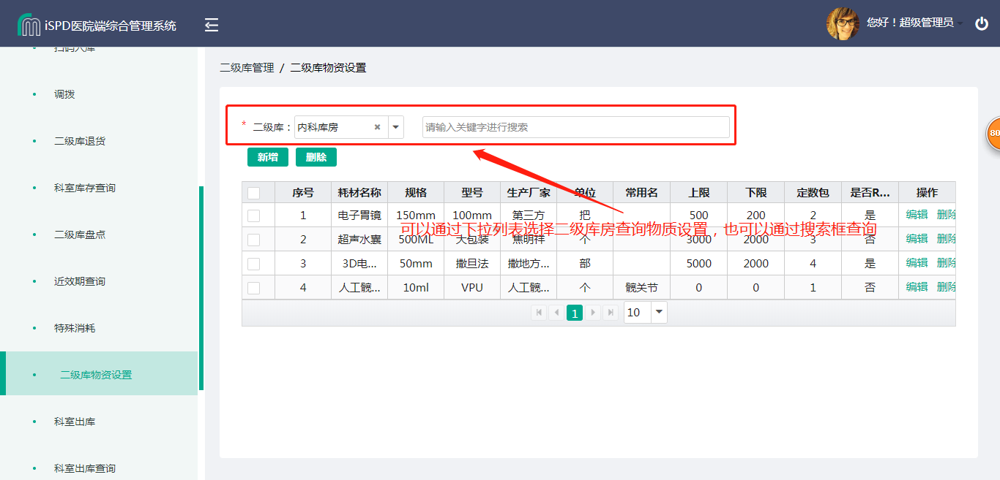 iSPD医院端综合管理系统
您好！超级管理员
扫码入库
调拨
二级库退货
科室库存查询
二级库盘点
近效期查询
特殊消耗
二级库物资设置
科室出库
科室出库查询
二级库管理 / 二级库物资设置
* 二级库： 内科库房 请输入关键字进行搜索
新增 删除
序号 耗材名称 规格 型号 生产厂家 单位 常用名 上限 下限 定数包 是否R... 操作
1 电子胃镜 150mm 100mm 第三方 把 500 200 2 是 编辑 删除
可以通过下拉列表选择二级库房查询物质设置，也可以通过搜索框查询
2 超声水囊 500ML 大包装 焦明祥 个 3000 2000 3 否 编辑 删除
3 3D电... 50mm 撒旦法 撒地方... 部 5000 2000 4 是 编辑 删除
4 人工髋... 10ml VPU 人工髋... 个 髋关节 0 0 1 否 编辑 删除
1 10
80